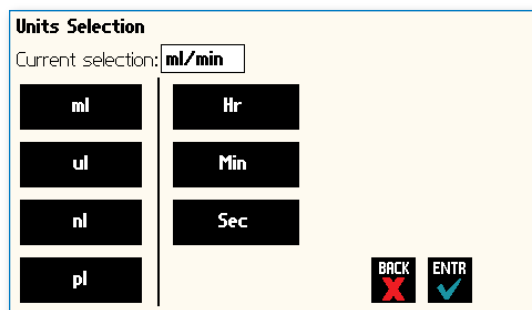 Units Selection
Current selection: ml/min
ml Hr
ul Min
nl Sec
pl
BACK ENTR